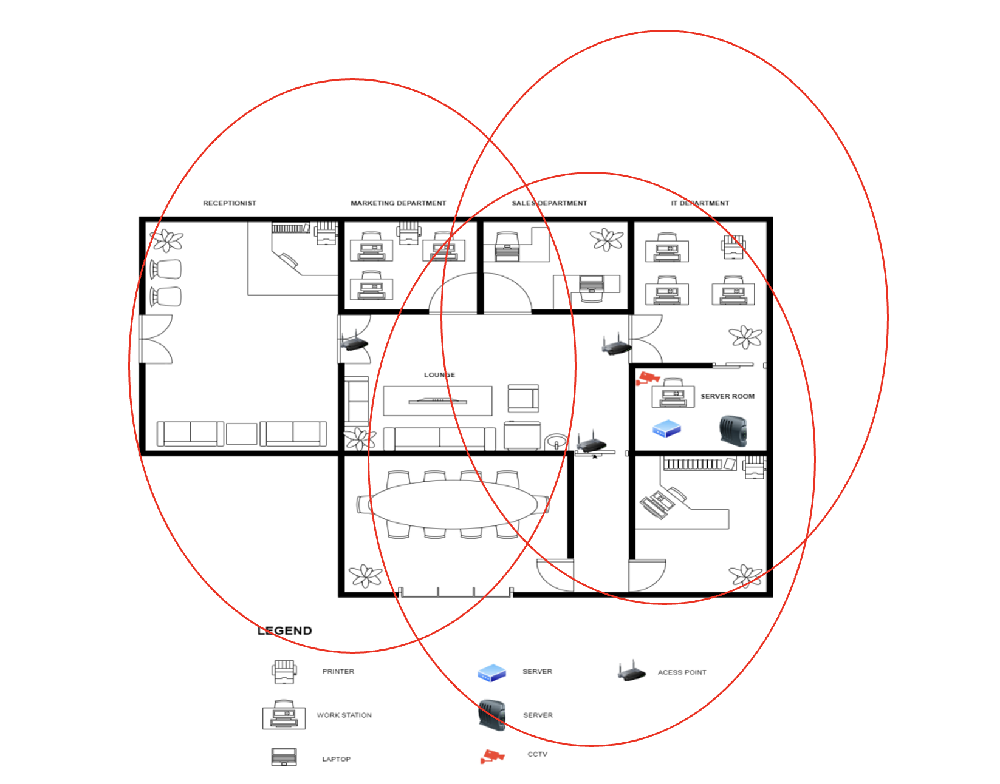 RECEPTIONIST
MARKETING DEPARTMENT
SALES DEPARTMENT
IT DEPARTMENT
LOUNGE
SERVER ROOM
LEGEND
PRINTER
SERVER
ACESS POINT
WORK STATION
SERVER
LAPTOP
CCTV